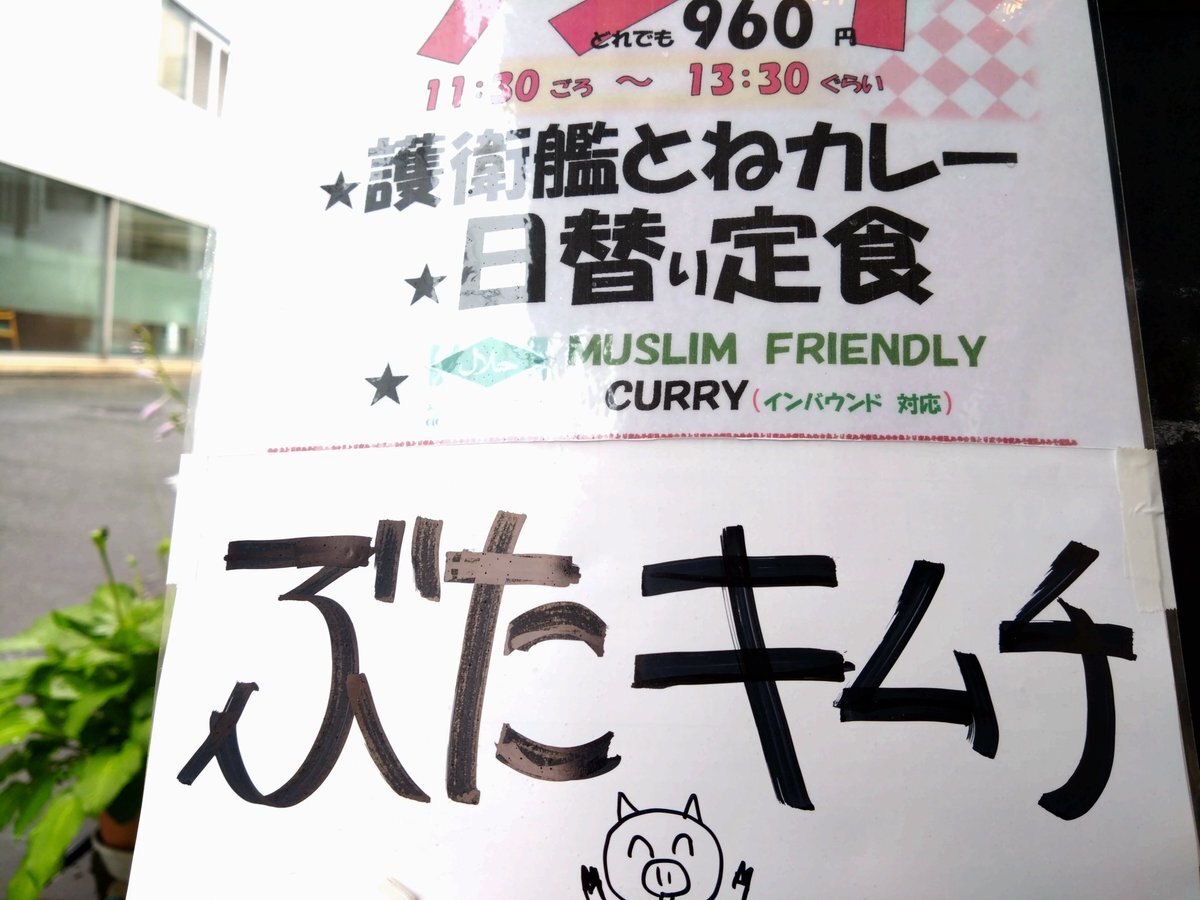 どれでも 960 円
11:30 ごろ ～ 13:30 ぐらい
★護衛艦とねカレー
★日替り定食
★ MUSLIM FRIENDLY
CURRY(インバウンド 対応)
ぶたキムチ